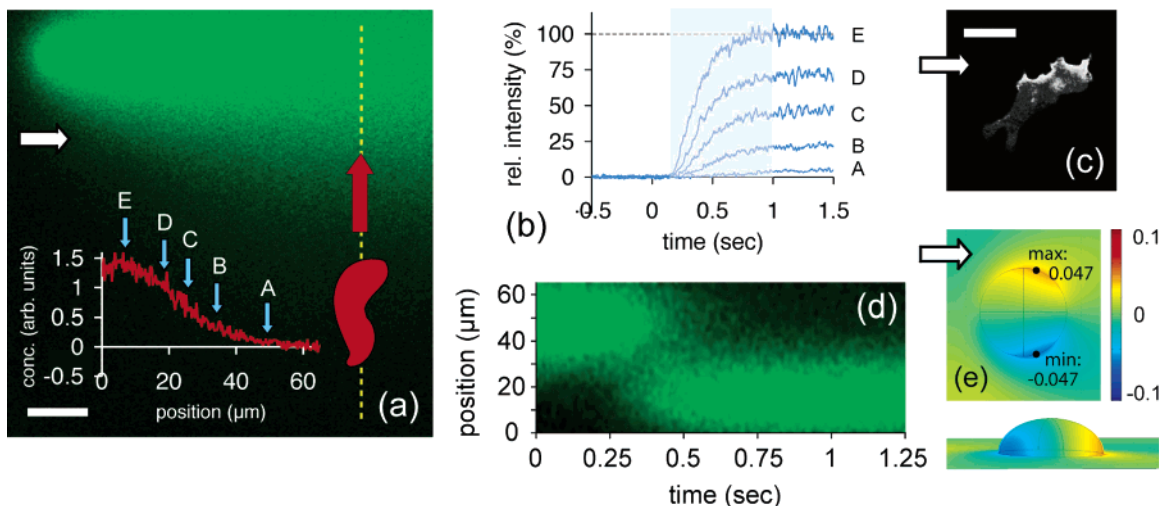 (a)
E
D
C
B
A
conc. (arb. units)
1.5
1
0.5
0
-0.5
0
20
40
60
position (µm)
(b)
rel. intensity (%)
100
75
50
25
0
-0.5
0
0.5
1
1.5
time (sec)
E
D
C
B
A
(c)
(d)
position (µm)
60
40
20
0
0
0.25
0.5
0.75
1
1.25
time (sec)
(e)
max:
0.047
min:
-0.047
0.1
0
-0.1